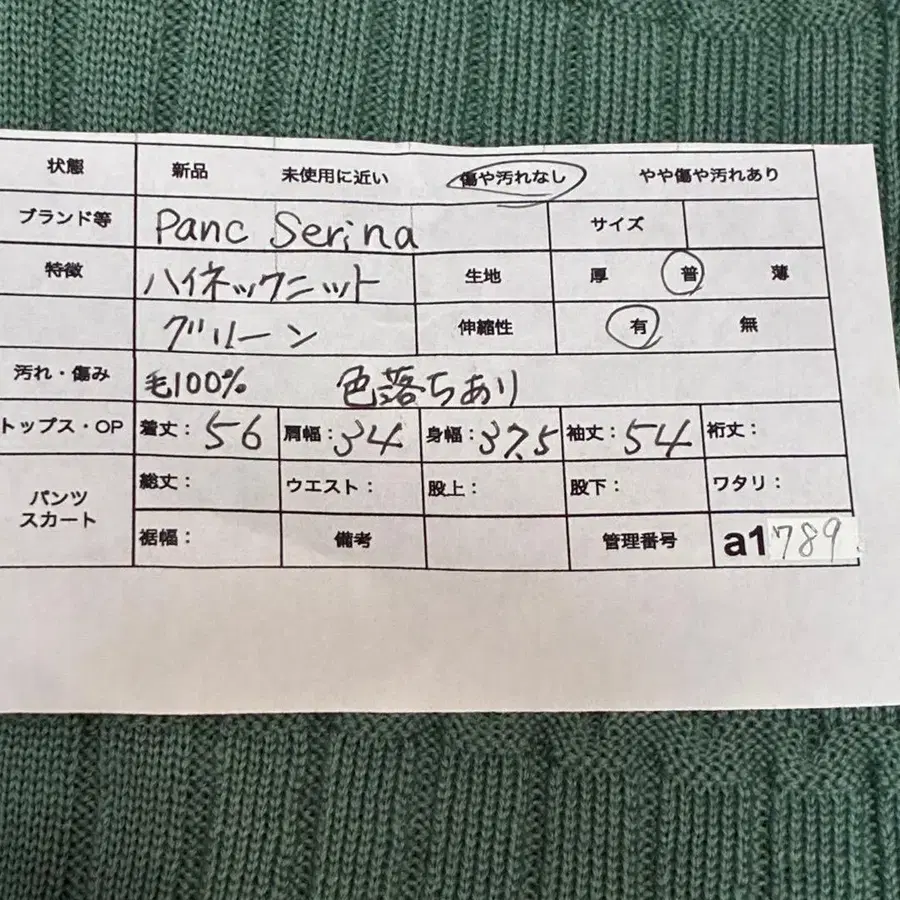 状態 新品 未使用に近い 傷や汚れなし やや傷や汚れあり
ブランド等 Panc Serina サイズ
特徴 ハイネックニット 生地 厚 普 薄
グリーン 伸縮性 有 無
汚れ・傷み 毛100% 色落ちあり
トップス・OP 着丈: 56 肩幅: 34 身幅: 37.5 袖丈: 54 裄丈:
パンツ スカート 総丈: ウエスト: 股上: 股下: ワタリ:
裾幅: 備考 管理番号 a1789